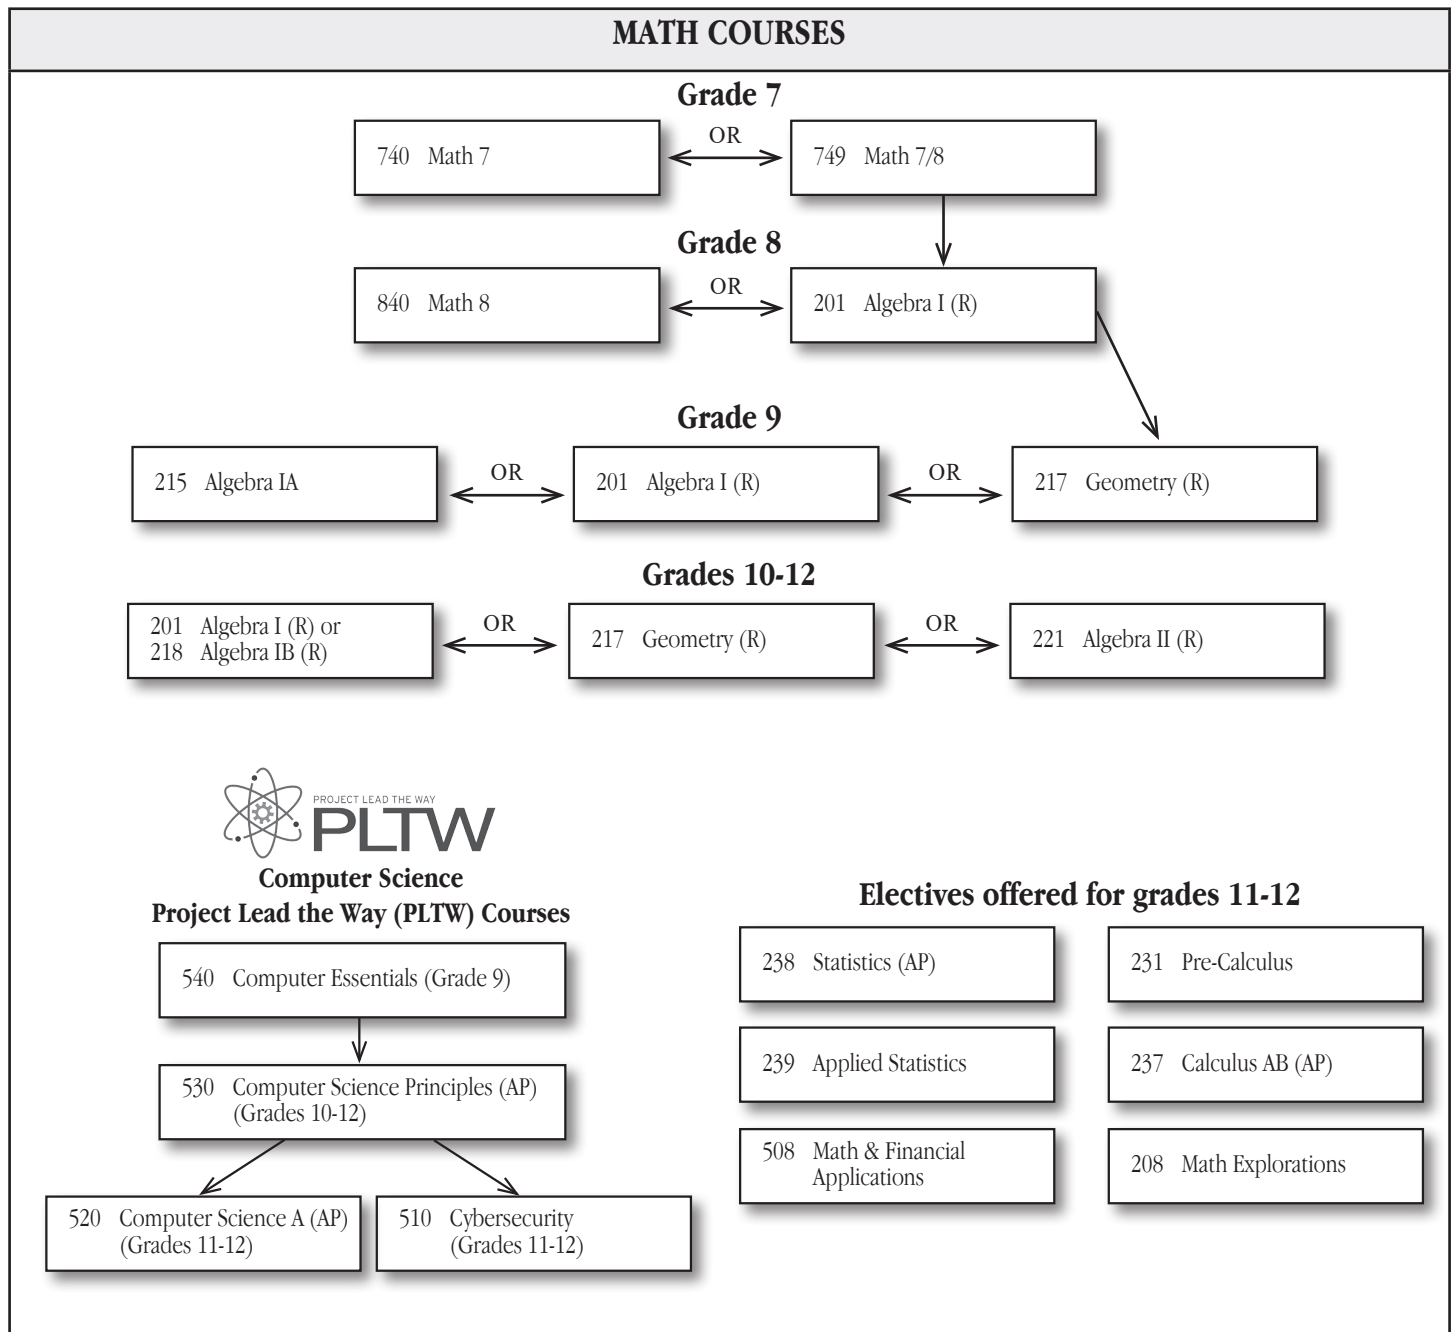 MATH COURSES
Grade 7
740 Math 7
OR
749 Math 7/8
Grade 8
840 Math 8
OR
201 Algebra I (R)
Grade 9
215 Algebra IA
OR
201 Algebra I (R)
OR
217 Geometry (R)
Grades 10-12
201 Algebra I (R) or
218 Algebra IB (R)
OR
217 Geometry (R)
OR
221 Algebra II (R)
PROJECT LEAD THE WAY
PLTW
Computer Science
Project Lead the Way (PLTW) Courses
540 Computer Essentials (Grade 9)
530 Computer Science Principles (AP)
(Grades 10-12)
520 Computer Science A (AP)
(Grades 11-12)
510 Cybersecurity
(Grades 11-12)
Electives offered for grades 11-12
238 Statistics (AP)
231 Pre-Calculus
239 Applied Statistics
237 Calculus AB (AP)
508 Math & Financial
Applications
208 Math Explorations